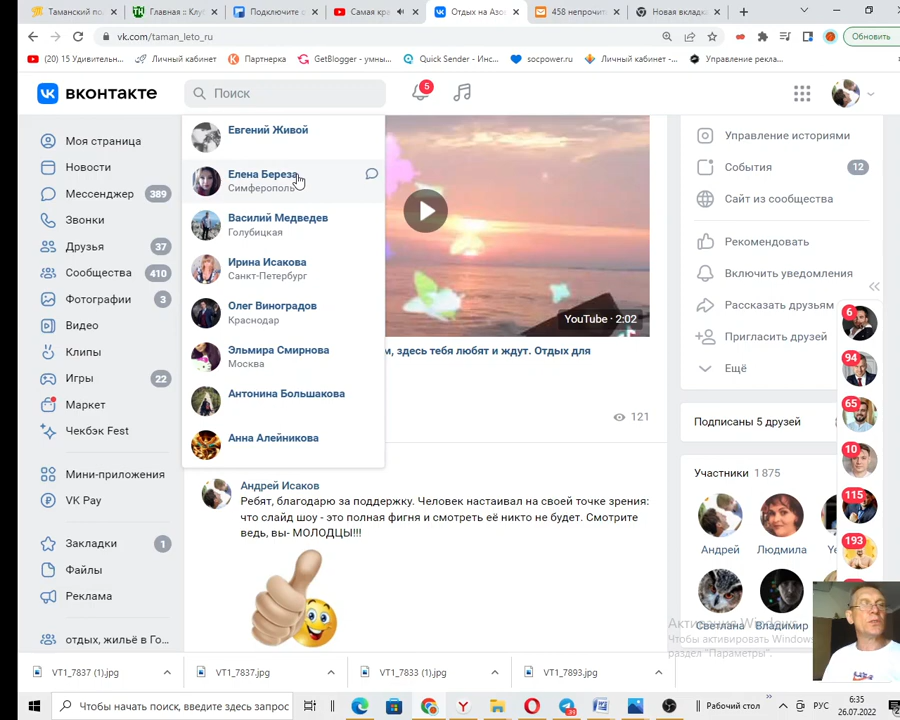 Таманский по
Главная :: Клуб
Подключите в
Самая кра
Отдых на Азо
458 непрочит
Новая вкладк
vk.com/taman_leto_ru
Обновить
(20) 15 Удивительн...
Личный кабинет
Партнерка
GetBlogger - умны...
Quick Sender - Инс...
socpower.ru
Личный кабинет -...
Управление рекла...
вконтакте
Поиск
5
Моя страница
Новости
Мессенджер 389
Звонки
Друзья 37
Сообщества 410
Фотографии 3
Видео
Клипы
Игры 22
Маркет
Чекбэк Fest
Мини-приложения
VK Pay
Закладки 1
Файлы
Реклама
отдых, жильё в Го...
Евгений Живой
Елена Береза
Симферополь
Василий Медведев
Голубицкая
Ирина Исакова
Санкт-Петербург
Олег Виноградов
Краснодар
Эльмира Смирнова
Москва
Антонина Большакова
Анна Алейникова
YouTube · 2:02
м, здесь тебя любят и ждут. Отдых для
121
Андрей Исаков
Ребят, благодарю за поддержку. Человек настаивал на своей точке зрения:
что слайд шоу - это полная фигня и смотреть её никто не будет. Смотрите
ведь, вы- МОЛОДЦЫ!!!
Управление историями
События 12
Сайт из сообщества
Рекомендовать
Включить уведомления
Рассказать друзьям
Пригласить друзей
Ещё
Подписаны 5 друзей
Участники 1 875
Андрей
Людмила
Ye
Светлана
Владимир
6
94
65
10
115
193
Активация Windows
Чтобы активировать Windows
раздел "Параметры".
VT1_7837 (1).jpg
VT1_7837.jpg
VT1_7833 (1).jpg
VT1_7893.jpg
Чтобы начать поиск, введите здесь запрос
Рабочий стол
РУС
6:35
26.07.2022